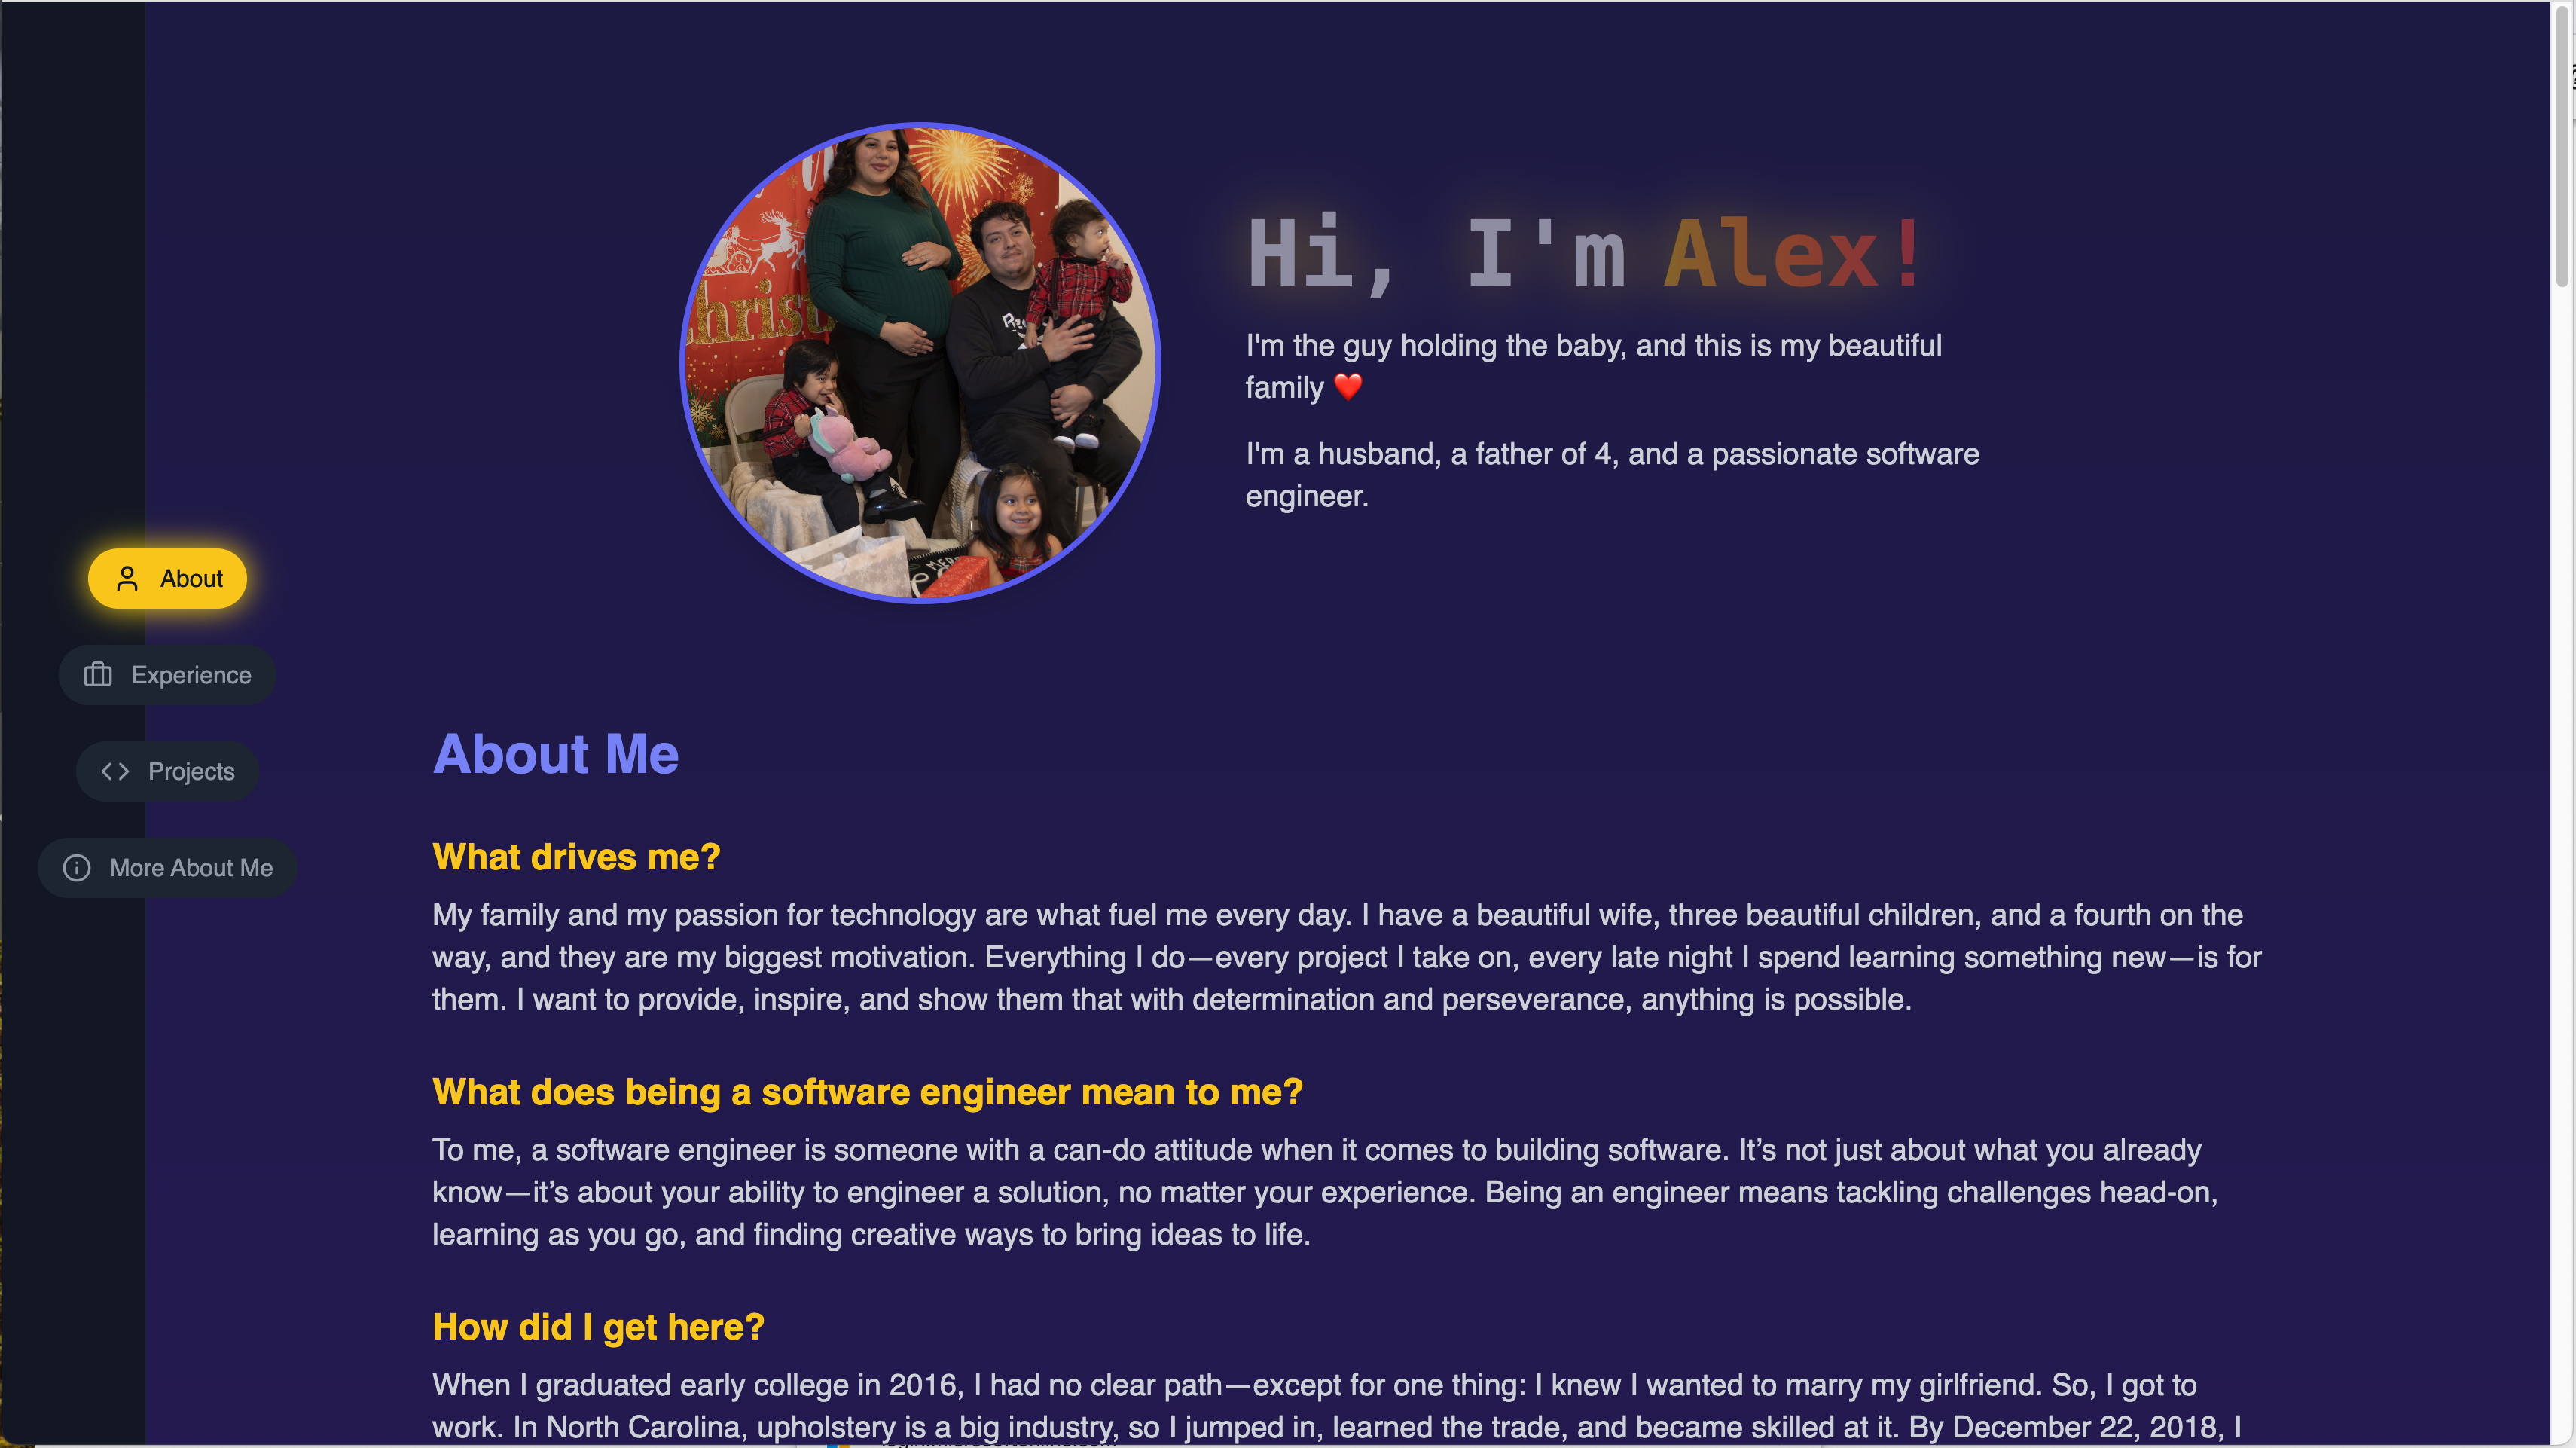 Hi, I'm Alex!
I'm the guy holding the baby, and this is my beautiful
family ❤️
I'm a husband, a father of 4, and a passionate software
engineer.
About
Experience
Projects
More About Me
About Me
What drives me?
My family and my passion for technology are what fuel me every day. I have a beautiful wife, three beautiful children, and a fourth on the
way, and they are my biggest motivation. Everything I do—every project I take on, every late night I spend learning something new—is for
them. I want to provide, inspire, and show them that with determination and perseverance, anything is possible.
What does being a software engineer mean to me?
To me, a software engineer is someone with a can-do attitude when it comes to building software. It’s not just about what you already
know—it’s about your ability to engineer a solution, no matter your experience. Being an engineer means tackling challenges head-on,
learning as you go, and finding creative ways to bring ideas to life.
How did I get here?
When I graduated early college in 2016, I had no clear path—except for one thing: I knew I wanted to marry my girlfriend. So, I got to
work. In North Carolina, upholstery is a big industry, so I jumped in, learned the trade, and became skilled at it. By December 22, 2018, I